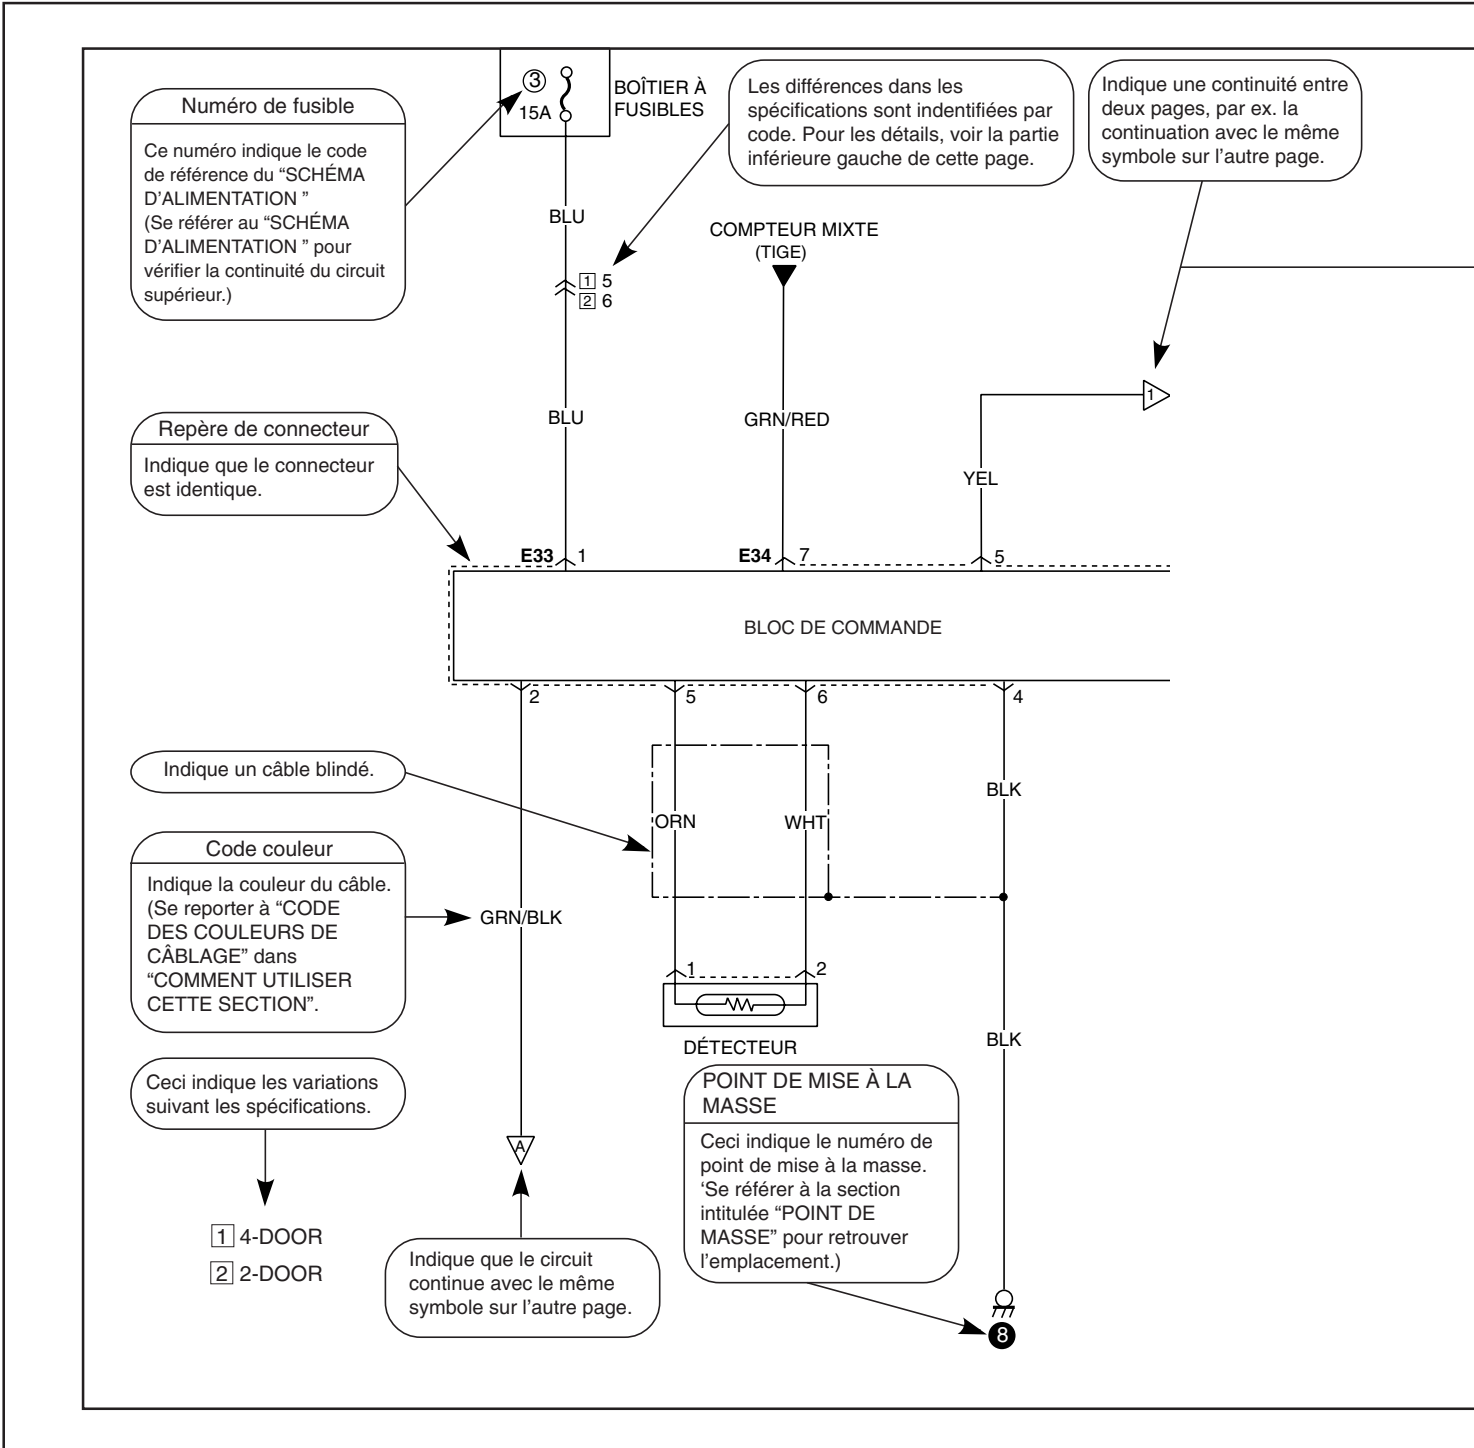 3
15A
BOÎTIER À
FUSIBLES
Numéro de fusible
Ce numéro indique le code
de référence du “SCHÉMA
D’ALIMENTATION ”
(Se référer au “SCHÉMA
D’ALIMENTATION ” pour
vérifier la continuité du circuit
supérieur.)
Les différences dans les
spécifications sont indentifiées par
code. Pour les détails, voir la partie
inférieure gauche de cette page.
Indique une continuité entre
deux pages, par ex. la
continuation avec le même
symbole sur l’autre page.
BLU
1 5
2 6
COMPTEUR MIXTE
(TIGE)
1
BLU
GRN/RED
YEL
Repère de connecteur
Indique que le connecteur
est identique.
E33 1
E34 7
5
BLOC DE COMMANDE
2
5
6
4
Indique un câble blindé.
BLK
ORN
WHT
Code couleur
Indique la couleur du câble.
(Se reporter à “CODE
DES COULEURS DE
CÂBLAGE” dans
“COMMENT UTILISER
CETTE SECTION”.
GRN/BLK
1
2
DÉTECTEUR
BLK
Ceci indique les variations
suivant les spécifications.
1 4-DOOR
2 2-DOOR
A
Indique que le circuit
continue avec le même
symbole sur l’autre page.
POINT DE MISE À LA
MASSE
Ceci indique le numéro de
point de mise à la masse.
‘Se référer à la section
intitulée “POINT DE
MASSE” pour retrouver
l’emplacement.)
8